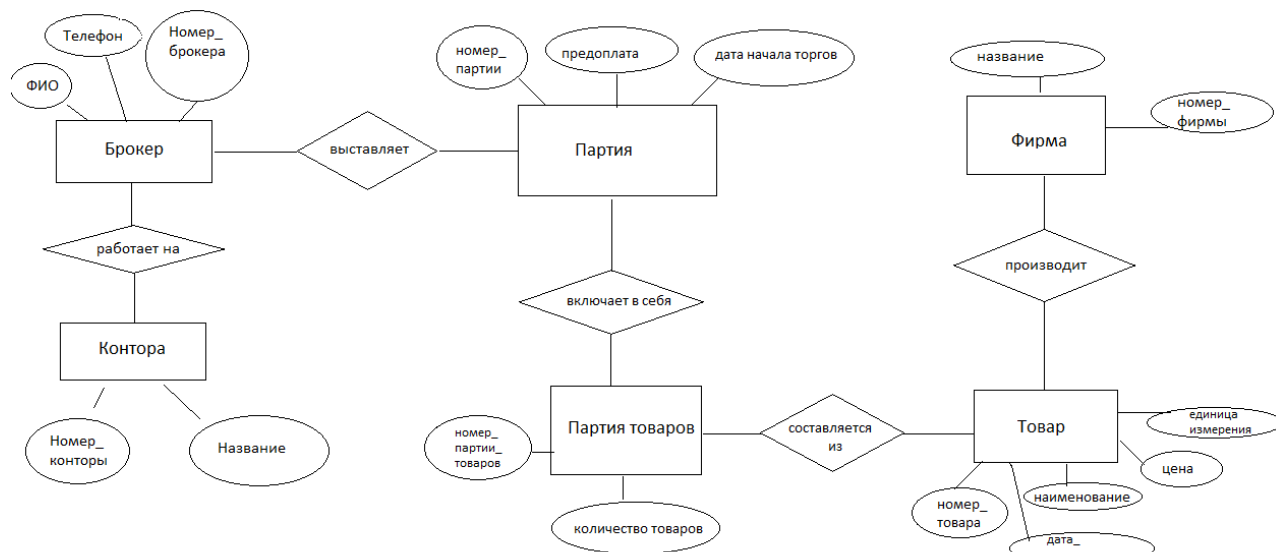 Телефон
Номер_
брокера
ФИО
Брокер
выставляет
номер_
партии
предоплата
дата начала торгов
Партия
название
номер_
фирмы
Фирма
работает на
Контора
Номер_
конторы
Название
включает в себя
производит
номер_
партии_
товаров
Партия товаров
количество товаров
составляется
из
Товар
единица
измерения
цена
наименование
номер_
товара
дата_